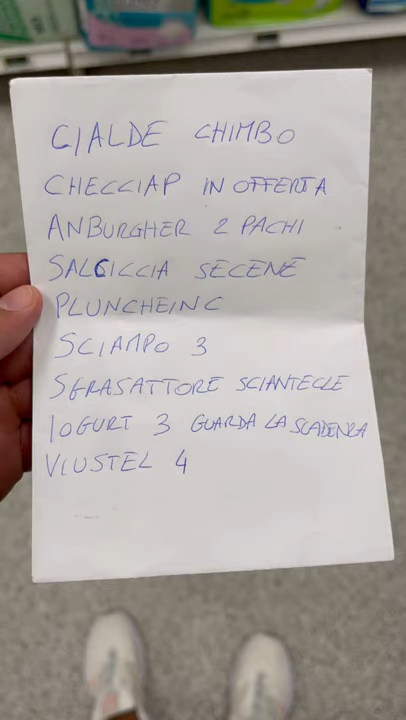 CIALDE CHIMBO
CHECCIAP IN OFFERTA
ANBURGHER 2 PACHI
SALCICCIA SECENE
PLUNCHEINC
SCIAMPO 3
SGRASATTORE SCIANTECLE
IOGURT 3 GUARDA LA SCADENZA
VIUSTEL 4